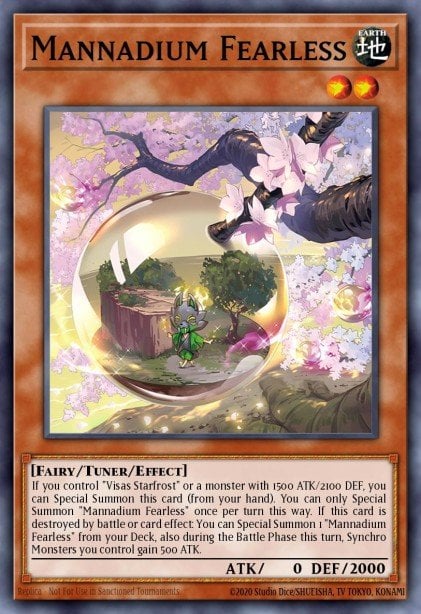 Mannadium Fearless
EARTH
地
[Fairy/Tuner/Effect]
If you control "Visas Starfrost" or a monster with 1500 ATK/2100 DEF, you
can Special Summon this card (from your hand). You can only Special
Summon "Mannadium Fearless" once per turn this way. If this card
is destroyed by battle or card effect: You can Special Summon 1 "Mannadium
Fearless" from your Deck, also during the Battle Phase this turn, Synchro
Monsters you control gain 500 ATK.
ATK/ 0 DEF/2000
Replica - Not For Use in Sanctioned Tournaments
©2020 Studio Dice/SHUEISHA, TV TOKYO, KONAMI